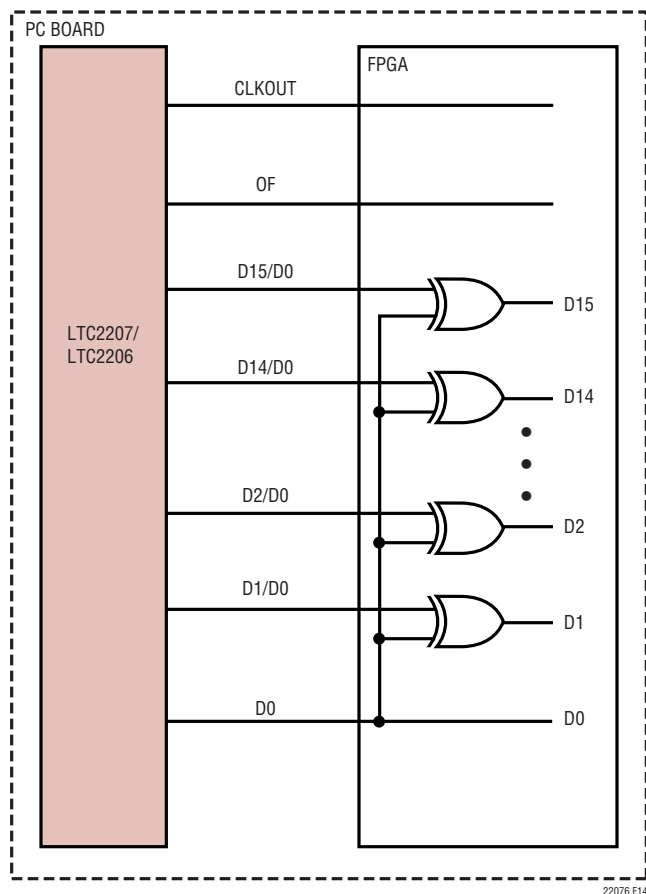 PC BOARD
FPGA
CLKOUT
OF
D15/D0
D15
LTC2207/
LTC2206
D14/D0
D14
D2/D0
D2
D1/D0
D1
D0
D0
22076 F14